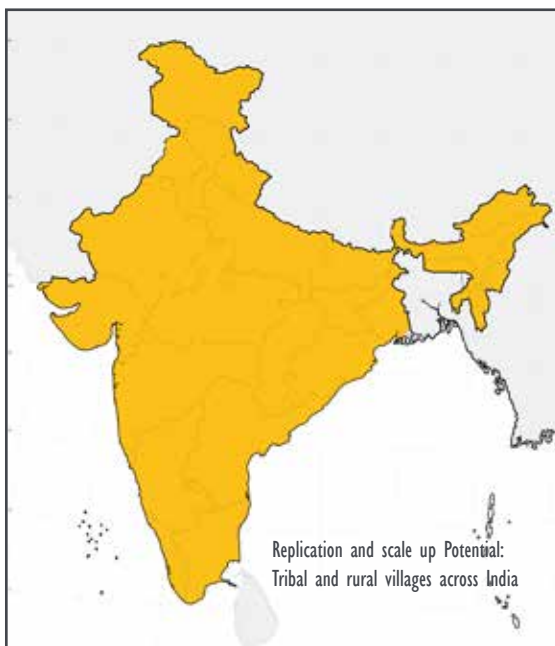 Replication and scale up Potential:
Tribal and rural villages across India